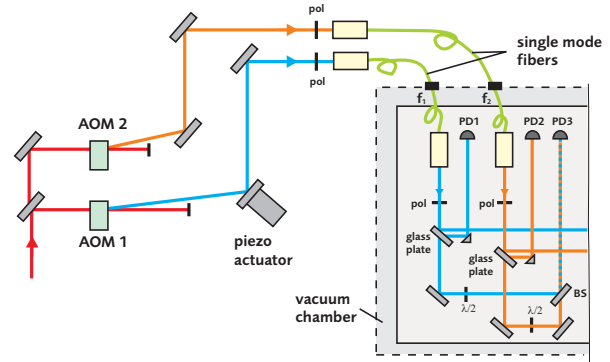 pol
single mode
fibers
pol
f₁
f₂
AOM 2
PD1
PD2
PD3
AOM 1
pol
pol
piezo
actuator
glass
plate
glass
plate
BS
vacuum
chamber
λ/2
λ/2